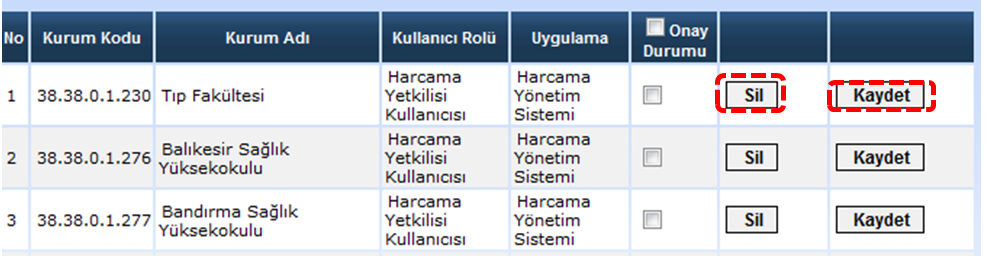 No Kurum Kodu Kurum Adı Kullanıcı Rolü Uygulama Onay Durumu
1 38.38.0.1.230 Tıp Fakültesi Harcama Yetkilisi Kullanıcısı Harcama Yönetim Sistemi Sil Kaydet
2 38.38.0.1.276 Balıkesir Sağlık Yüksekokulu Harcama Yetkilisi Kullanıcısı Harcama Yönetim Sistemi Sil Kaydet
3 38.38.0.1.277 Bandırma Sağlık Yüksekokulu Harcama Yetkilisi Kullanıcısı Harcama Yönetim Sistemi Sil Kaydet